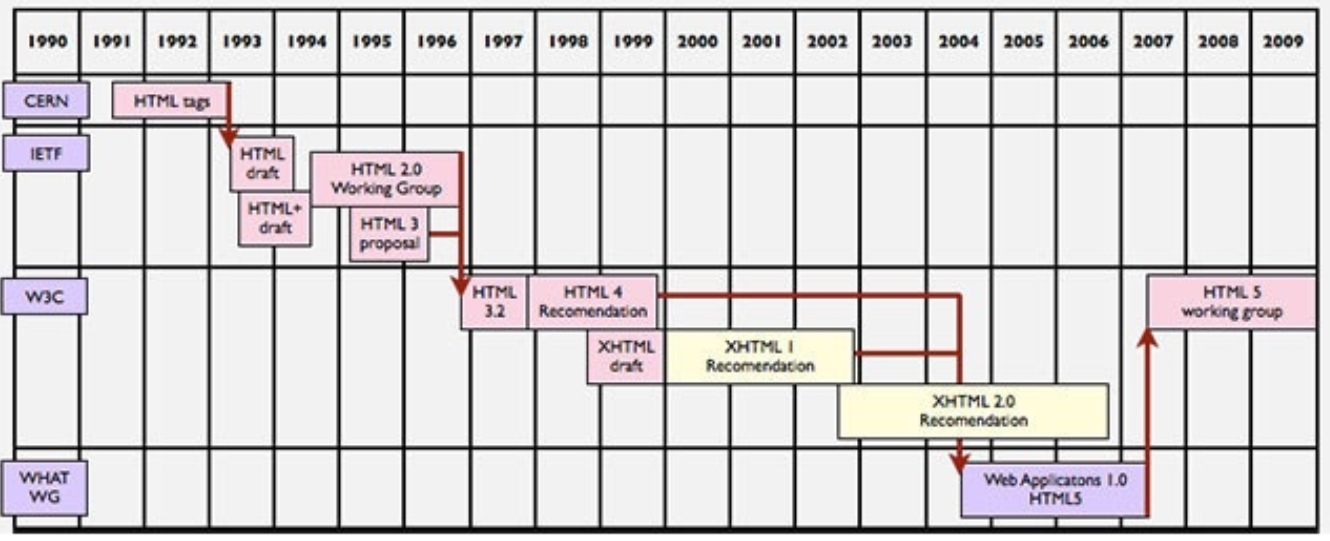 1990 1991 1992 1993 1994 1995 1996 1997 1998 1999 2000 2001 2002 2003 2004 2005 2006 2007 2008 2009
CERN
HTML tags
IETF
HTML
draft
HTML 2.0
Working Group
HTML+
draft
HTML 3
proposal
W3C
HTML
3.2
HTML 4
Recomendation
HTML 5
working group
XHTML
draft
XHTML 1
Recomendation
XHTML 2.0
Recomendation
WHAT
WG
Web Applicatons 1.0
HTML5